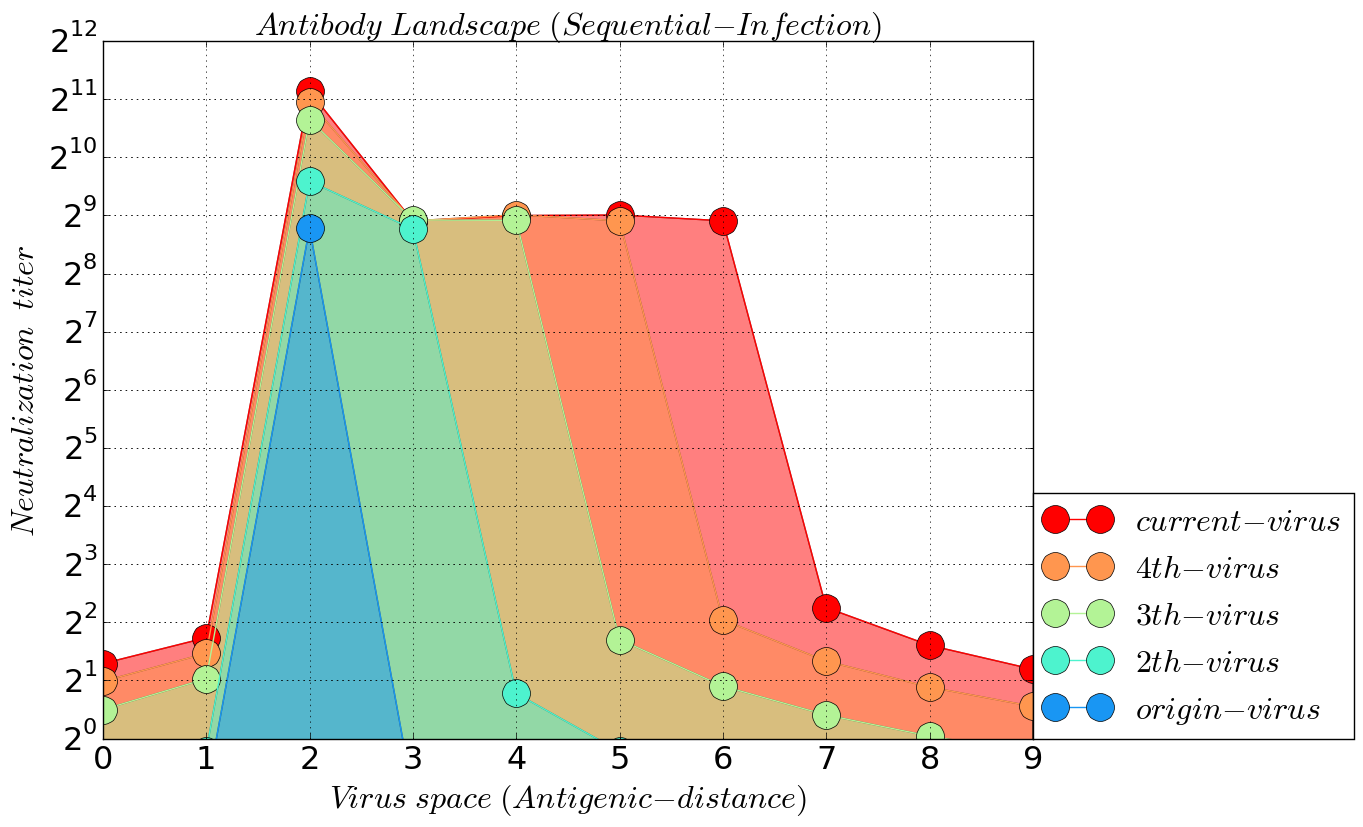 Antibody Landscape (Sequential−Infection)
2^12
2^11
2^10
2^9
2^8
2^7
2^6
2^5
2^4
2^3
2^2
2^1
2^0
Neutralization titer
0 1 2 3 4 5 6 7 8 9
Virus space (Antigenic−distance)
current−virus
4th−virus
3th−virus
2th−virus
origin−virus